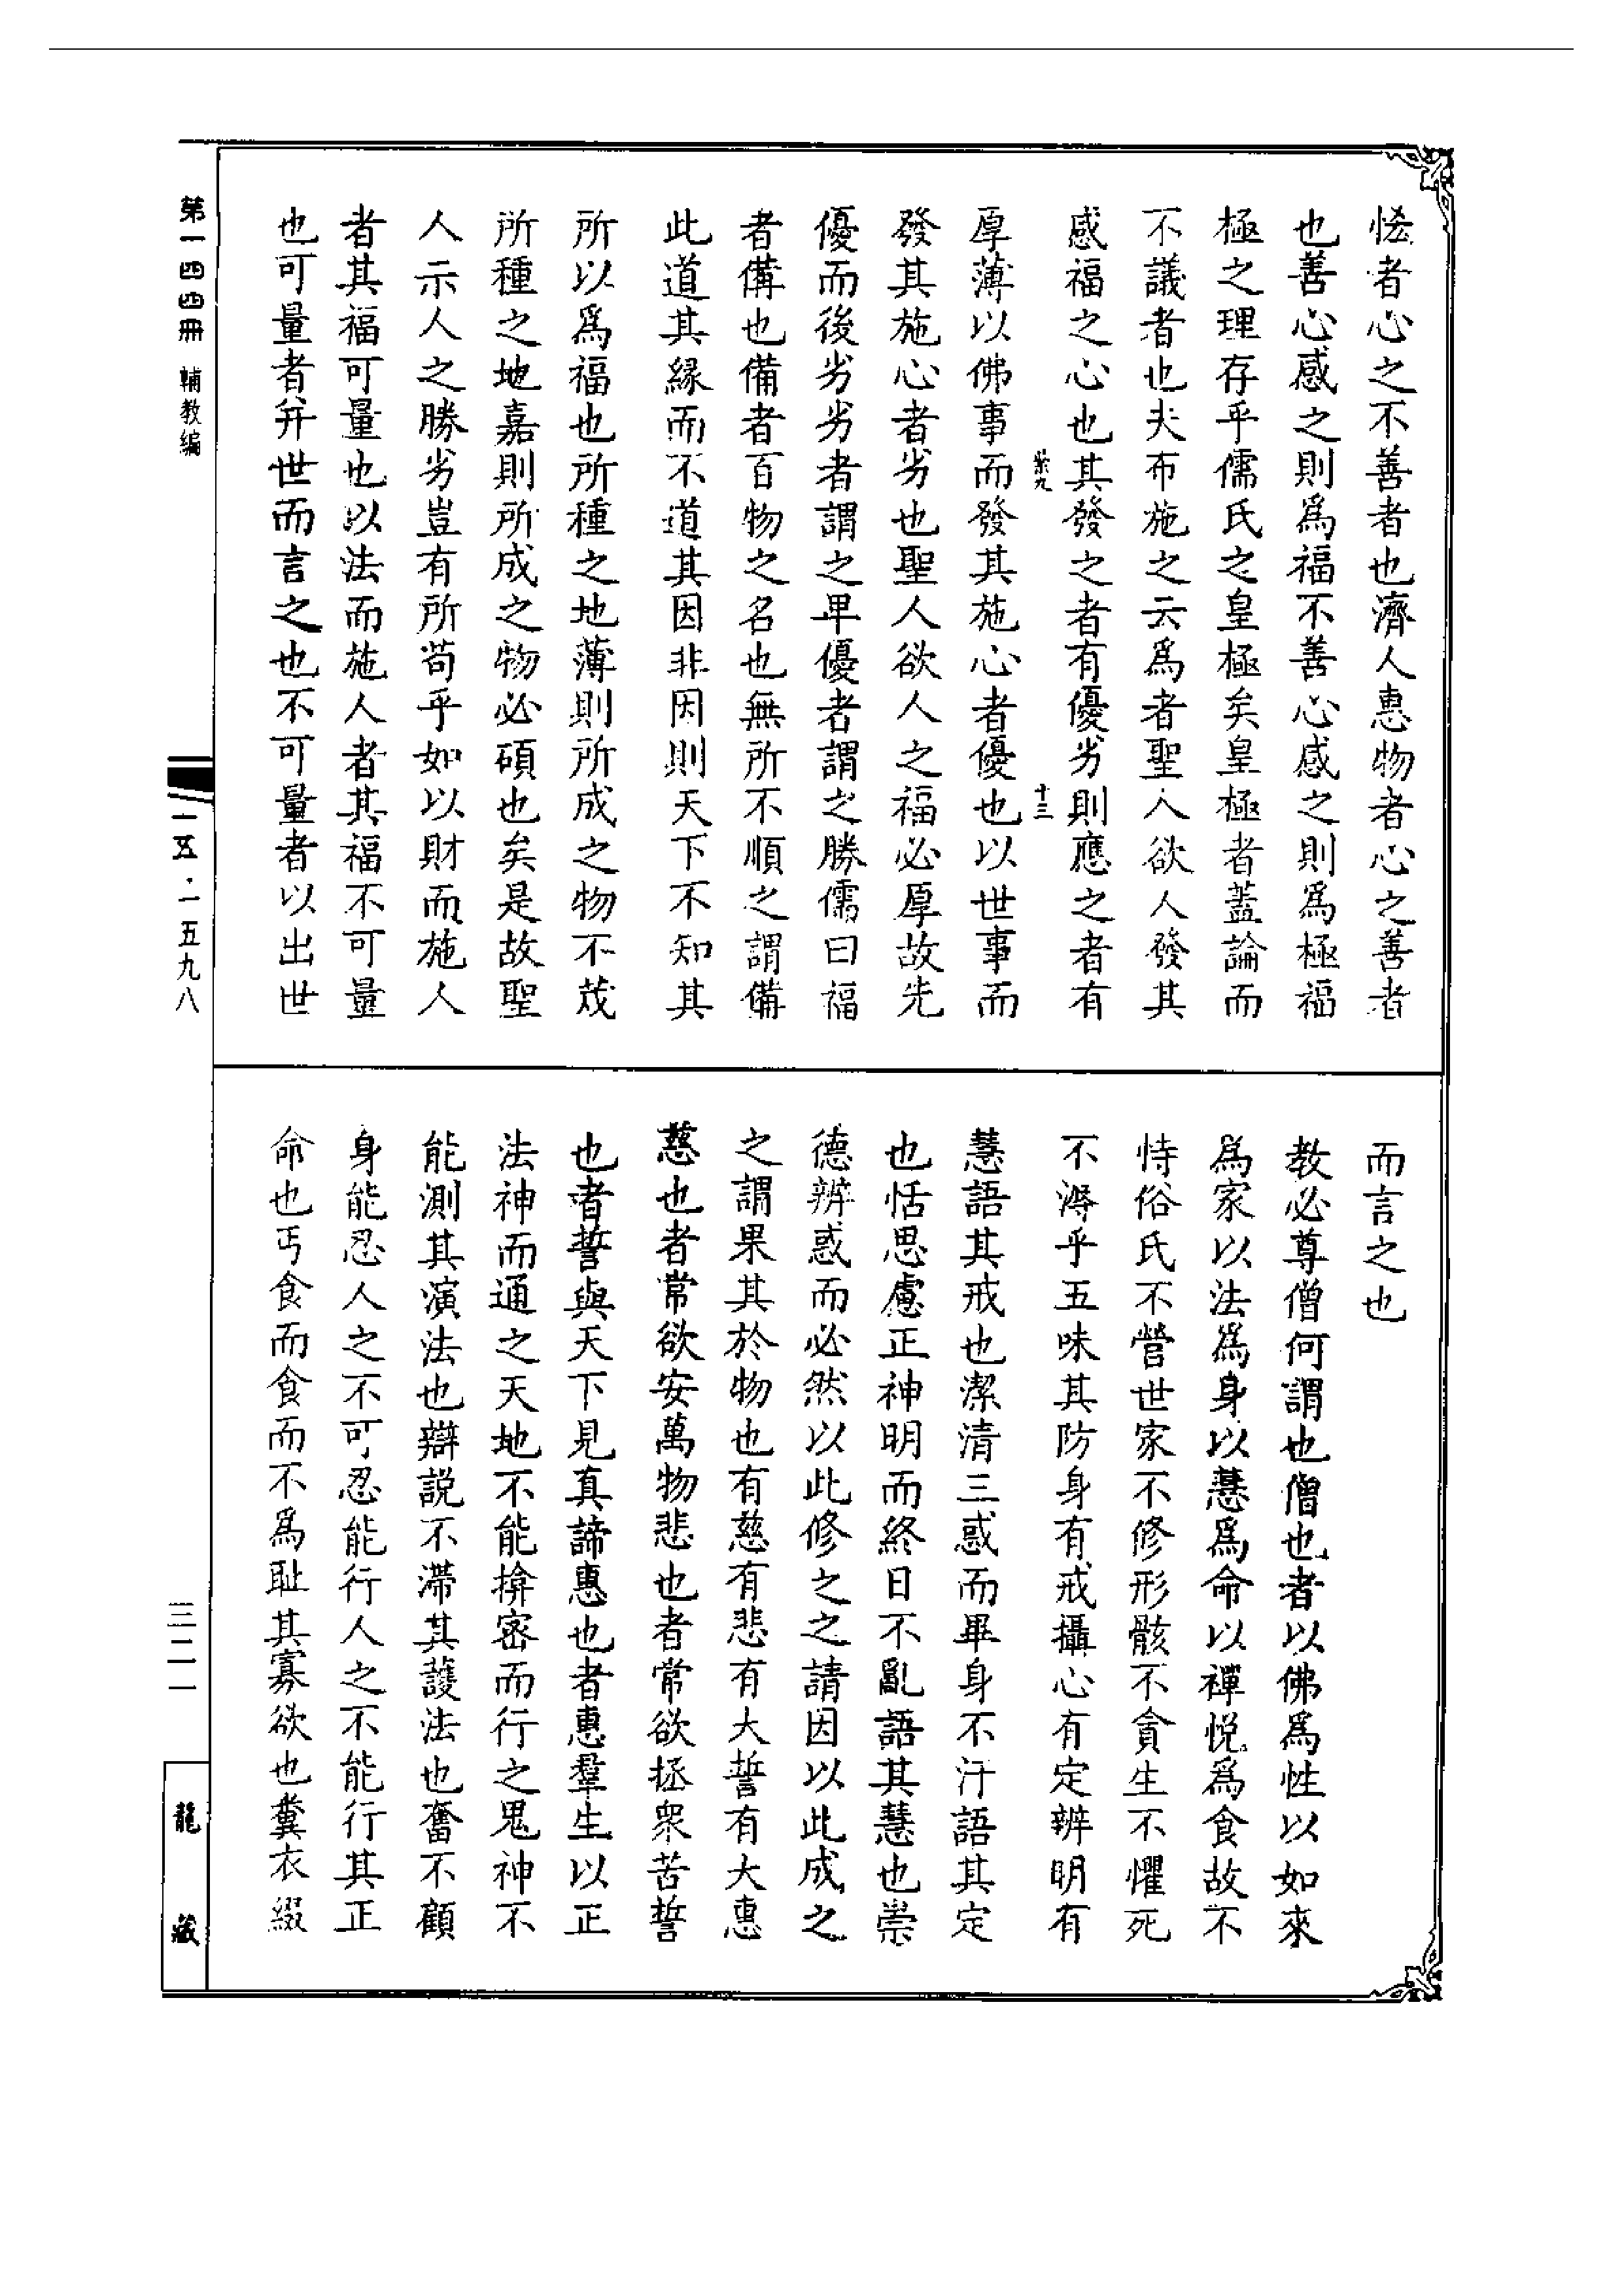 恡者心之不善者也濟人惠物者心之善者
也善心感之則爲福不善心感之則爲極福
極之理存乎儒氏之皇極矣皇極者蓋論而
不議者也夫布施之云爲者聖人欲人發其
感福之心也其發之者有優劣則應之者有
紫九
十三
厚薄以佛事而發其施心者優也以世事而
發其施心者劣也聖人欲人之福必厚故先
優而後劣劣者謂之卑優者謂之勝儒曰福
者備也備者百物之名也無所不順之謂備
此道其緣而不道其因非因則天下不知其
所以爲福也所種之地薄則所成之物不茂
所種之地嘉則所成之物必碩也矣是故聖
人示人之勝劣豈有所苟乎如以財而施人
者其福可量也以法而施人者其福不可量
也可量者并世而言之也不可量者以出世
而言之也
教必尊僧何謂也僧也者以佛爲性以如來
爲家以法爲身以慧爲命以禪悅爲食故不
恃俗氏不營世家不修形骸不貪生不懼死
不溽乎五味其防身有戒攝心有定辨明有
慧語其戒也潔清三惑而畢身不汙語其定
也恬思慮正神明而終日不亂語其慧也崇
德辨惑而必然以此修之之請因以此成之
之謂果其於物也有慈有悲有大誓有大惠
慈也者常欲安萬物悲也者常欲拯衆苦誓
也者誓與天下見真諦惠也者惠羣生以正
法神而通之天地不能揜密而行之鬼神不
能測其演法也辯説不滯其護法也奮不顧
身能忍人之不可忍能行人之不能行其正
命也丐食而食而不爲耻其寡欲也糞衣綴
第一四四冊 輔教編
一五·一五九八
三二一
龍藏